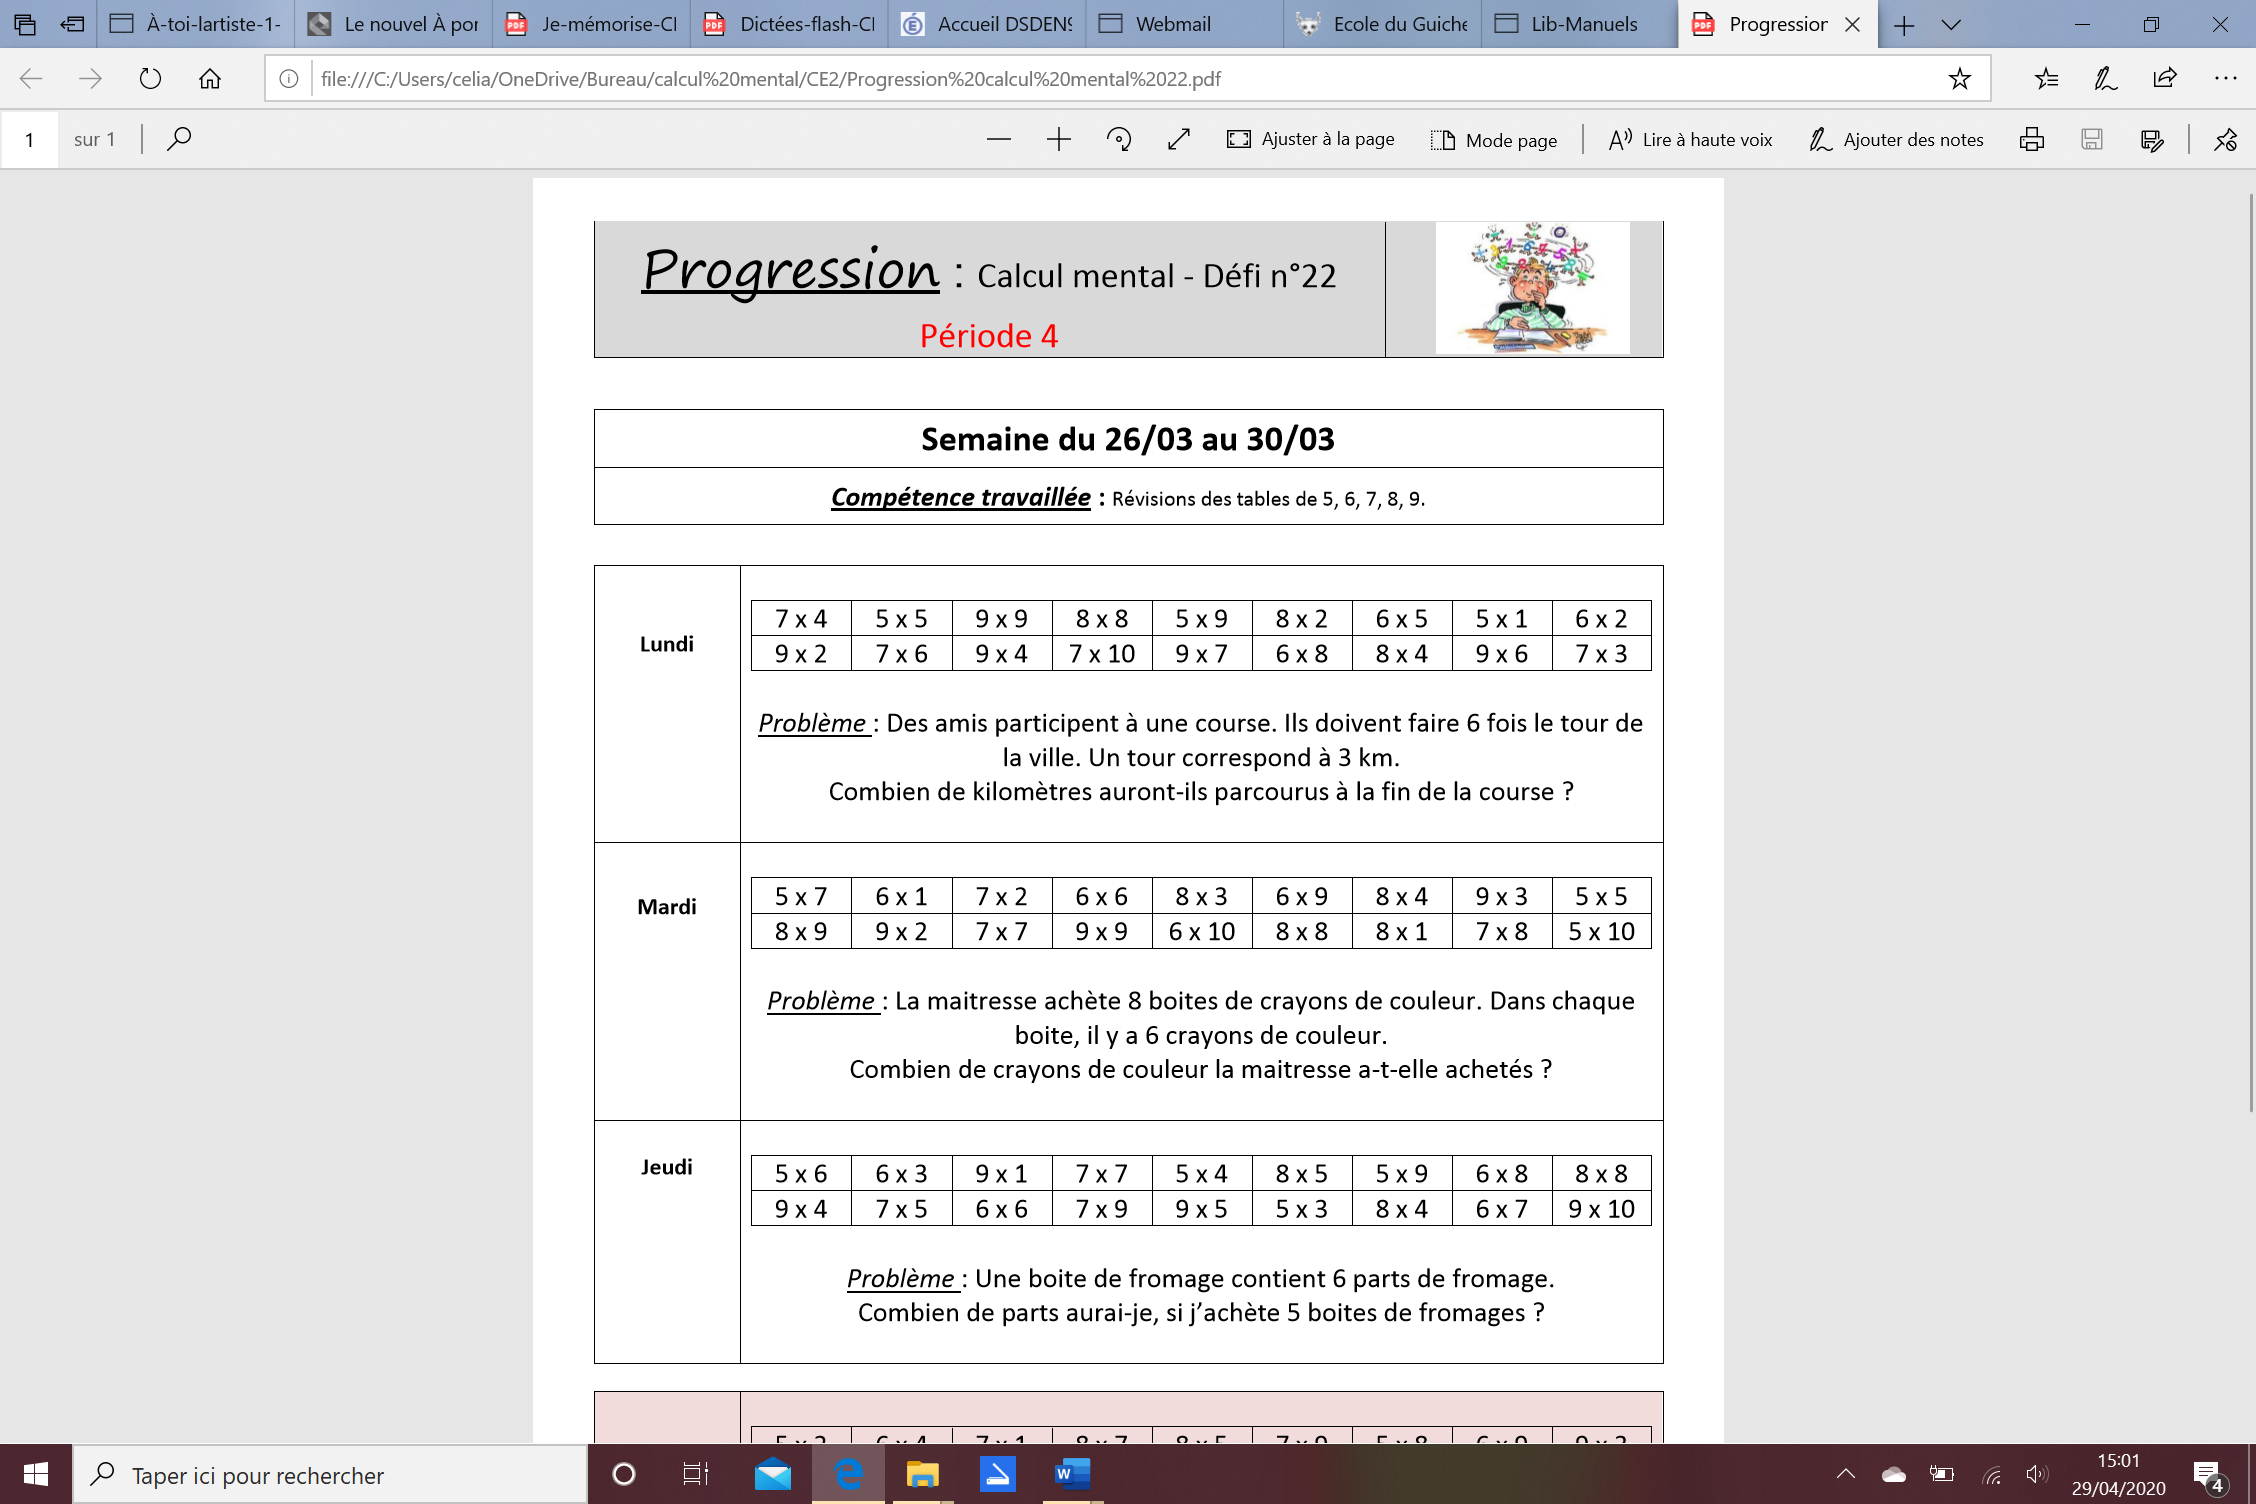 À-toi-lartiste-1-
Le nouvel À por
Je-mémorise-CI
Dictées-flash-CI
Accueil DSDEN9
Webmail
Ecole du Guiche
Lib-Manuels
Progression
file:///C:/Users/celia/OneDrive/Bureau/calcul%20mental/CE2/Progression%20calcul%20mental%2022.pdf
1 sur 1
Ajuster à la page
Mode page
Lire à haute voix
Ajouter des notes
Progression : Calcul mental - Défi n°22
Période 4
Semaine du 26/03 au 30/03
Compétence travaillée : Révisions des tables de 5, 6, 7, 8, 9.
Lundi
7 x 4 5 x 5 9 x 9 8 x 8 5 x 9 8 x 2 6 x 5 5 x 1 6 x 2
9 x 2 7 x 6 9 x 4 7 x 10 9 x 7 6 x 8 8 x 4 9 x 6 7 x 3
Problème : Des amis participent à une course. Ils doivent faire 6 fois le tour de
la ville. Un tour correspond à 3 km.
Combien de kilomètres auront-ils parcourus à la fin de la course ?
Mardi
5 x 7 6 x 1 7 x 2 6 x 6 8 x 3 6 x 9 8 x 4 9 x 3 5 x 5
8 x 9 9 x 2 7 x 7 9 x 9 6 x 10 8 x 8 8 x 1 7 x 8 5 x 10
Problème : La maitresse achète 8 boites de crayons de couleur. Dans chaque
boite, il y a 6 crayons de couleur.
Combien de crayons de couleur la maitresse a-t-elle achetés ?
Jeudi
5 x 6 6 x 3 9 x 1 7 x 7 5 x 4 8 x 5 5 x 9 6 x 8 8 x 8
9 x 4 7 x 5 6 x 6 7 x 9 9 x 5 5 x 3 8 x 4 6 x 7 9 x 10
Problème : Une boite de fromage contient 6 parts de fromage.
Combien de parts aurai-je, si j’achète 5 boites de fromages ?
Taper ici pour rechercher
15:01
29/04/2020
4